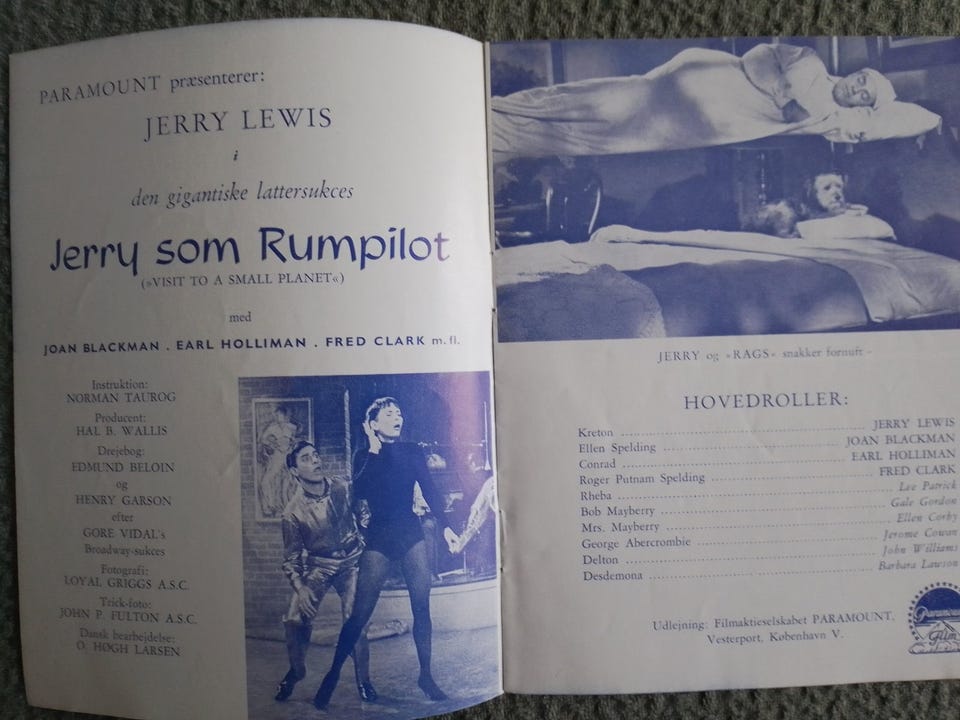 PARAMOUNT præsenterer:
JERRY LEWIS
i
den gigantiske lattersukces
Jerry som Rumpilot
(»VISIT TO A SMALL PLANET«)
med
JOAN BLACKMAN . EARL HOLLIMAN . FRED CLARK m. fl.
Instruktion:
NORMAN TAUROG
Producent:
HAL B. WALLIS
Drejebog:
EDMUND BELOIN
og
HENRY GARSON
efter
GORE VIDAL's
Broadway-sukces
Fotografi:
LOYAL GRIGGS A.S.C.
Trick-foto:
JOHN P. FULTON A.S.C.
Dansk bearbejdelse:
O. HØGH LARSEN
JERRY og »RAGS« snakker fornuft –
HOVEDROLLER:
Kreton ........ JERRY LEWIS
Ellen Spelding ........ JOAN BLACKMAN
Conrad ........ EARL HOLLIMAN
Roger Putnam Spelding ........ FRED CLARK
Rheba ........ Lee Patrick
Bob Mayberry ........ Gale Gordon
Mrs. Mayberry ........ Ellen Corby
George Abercrombie ........ Jerome Cowan
Delton ........ John Williams
Desdemona ........ Barbara Lawson
Udlejning: Filmaktieselskabet PARAMOUNT,
Vesterport, København V.
Paramount
Film